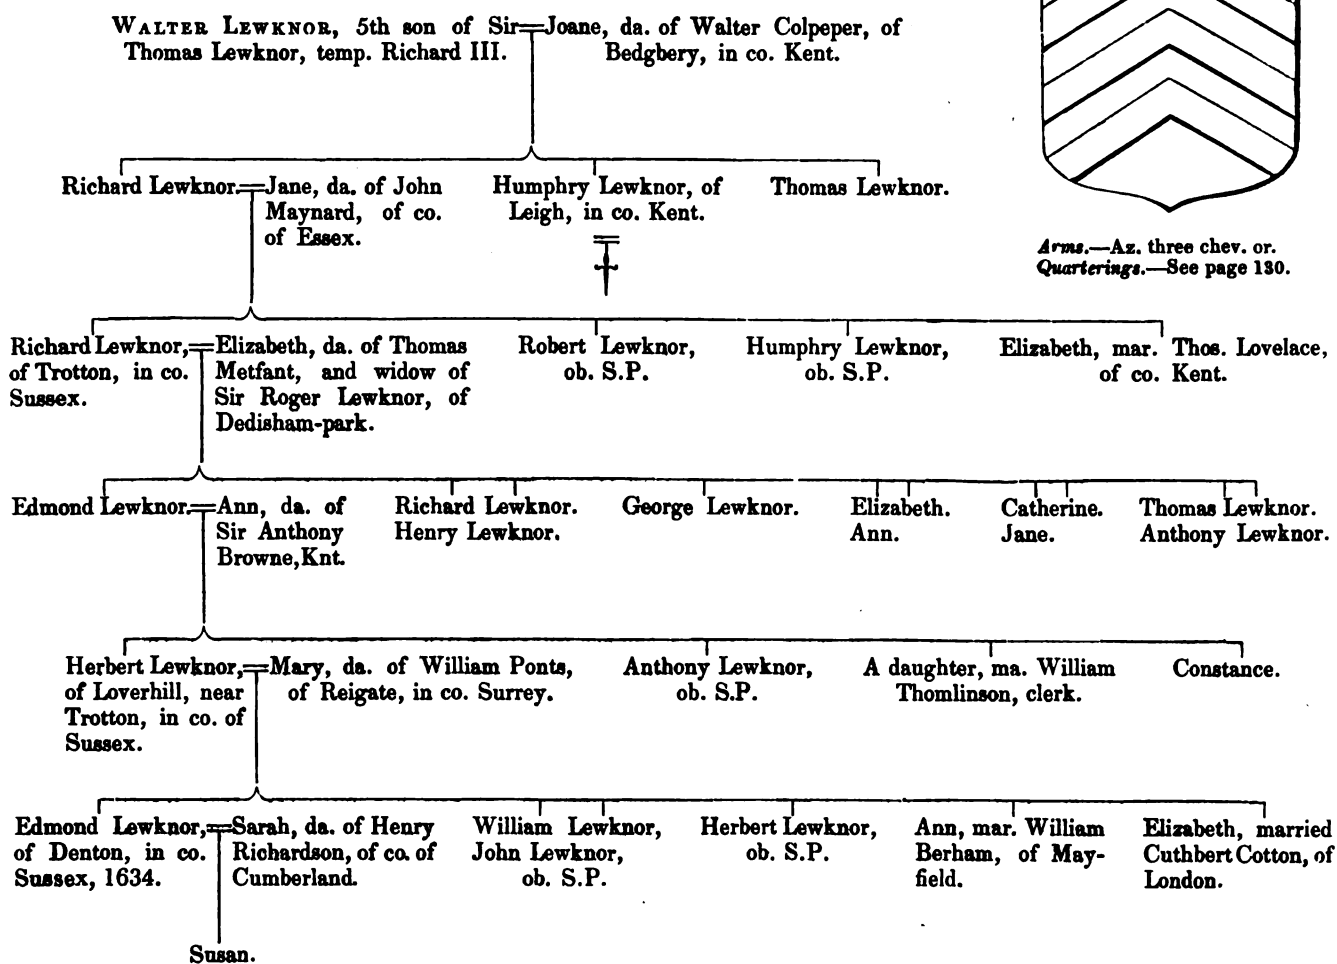 WALTER LEWKNOR, 5th son of Sir=Joane, da. of Walter Colpeper, of
Thomas Lewknor, temp. Richard III. Bedgbery, in co. Kent.
Richard Lewknor.=Jane, da. of John
Maynard, of co.
of Essex.
Humphry Lewknor, of
Leigh, in co. Kent.
Thomas Lewknor.
Arms.—Az. three chev. or.
Quarterings.—See page 130.
Richard Lewknor,=Elizabeth, da. of Thomas
of Trotton, in co. Metfant, and widow of
Sussex. Sir Roger Lewknor, of
Dedisham-park.
Robert Lewknor,
ob. S.P.
Humphry Lewknor,
ob. S.P.
Elizabeth, mar. Thos. Lovelace,
of co. Kent.
Edmond Lewknor.=Ann, da. of
Sir Anthony
Browne, Knt.
Richard Lewknor.
Henry Lewknor.
George Lewknor.
Elizabeth.
Ann.
Catherine.
Jane.
Thomas Lewknor.
Anthony Lewknor.
Herbert Lewknor,=Mary, da. of William Ponts,
of Loverhill, near of Reigate, in co. Surrey.
Trotton, in co. of
Sussex.
Anthony Lewknor,
ob. S.P.
A daughter, ma. William
Thomlinson, clerk.
Constance.
Edmond Lewknor,=Sarah, da. of Henry
of Denton, in co. Richardson, of co. of
Sussex, 1634. Cumberland.
William Lewknor,
John Lewknor,
ob. S.P.
Herbert Lewknor,
ob. S.P.
Ann, mar. William
Berham, of May-
field.
Elizabeth, married
Cuthbert Cotton, of
London.
Susan.